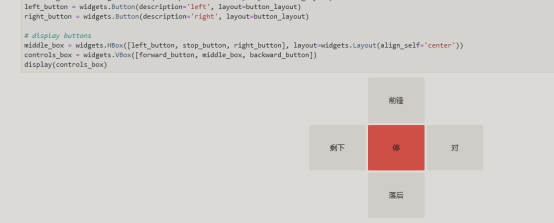 left_button = widgets.Button(description='left', layout=button_layout)
right_button = widgets.Button(description='right', layout=button_layout)
# display buttons
middle_box = widgets.HBox([left_button, stop_button, right_button], layout=widgets.Layout(align_self='center'))
controls_box = widgets.VBox([forward_button, middle_box, backward_button])
display(controls_box)
前锋
剩下 停 对
落后